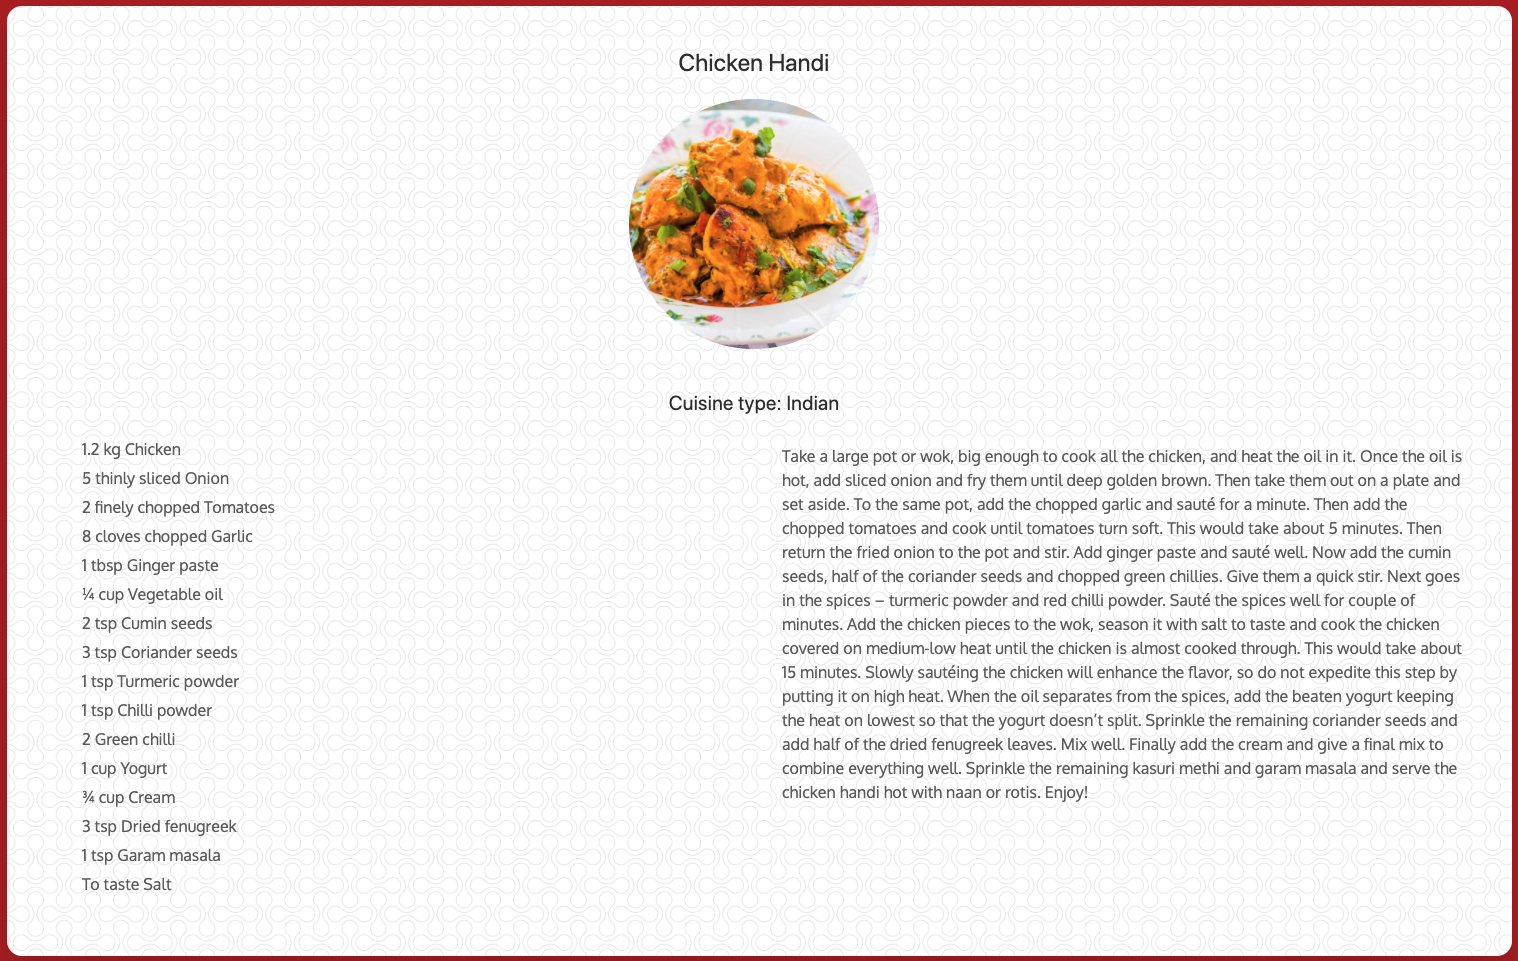 Chicken Handi
Cuisine type: Indian
1.2 kg Chicken
5 thinly sliced Onion
2 finely chopped Tomatoes
8 cloves chopped Garlic
1 tbsp Ginger paste
¼ cup Vegetable oil
2 tsp Cumin seeds
3 tsp Coriander seeds
1 tsp Turmeric powder
1 tsp Chilli powder
2 Green chilli
1 cup Yogurt
¾ cup Cream
3 tsp Dried fenugreek
1 tsp Garam masala
To taste Salt
Take a large pot or wok, big enough to cook all the chicken, and heat the oil in it. Once the oil is
hot, add sliced onion and fry them until deep golden brown. Then take them out on a plate and
set aside. To the same pot, add the chopped garlic and sauté for a minute. Then add the
chopped tomatoes and cook until tomatoes turn soft. This would take about 5 minutes. Then
return the fried onion to the pot and stir. Add ginger paste and sauté well. Now add the cumin
seeds, half of the coriander seeds and chopped green chillies. Give them a quick stir. Next goes
in the spices – turmeric powder and red chilli powder. Sauté the spices well for couple of
minutes. Add the chicken pieces to the wok, season it with salt to taste and cook the chicken
covered on medium-low heat until the chicken is almost cooked through. This would take about
15 minutes. Slowly sautéing the chicken will enhance the flavor, so do not expedite this step by
putting it on high heat. When the oil separates from the spices, add the beaten yogurt keeping
the heat on lowest so that the yogurt doesn’t split. Sprinkle the remaining coriander seeds and
add half of the dried fenugreek leaves. Mix well. Finally add the cream and give a final mix to
combine everything well. Sprinkle the remaining kasuri methi and garam masala and serve the
chicken handi hot with naan or rotis. Enjoy!